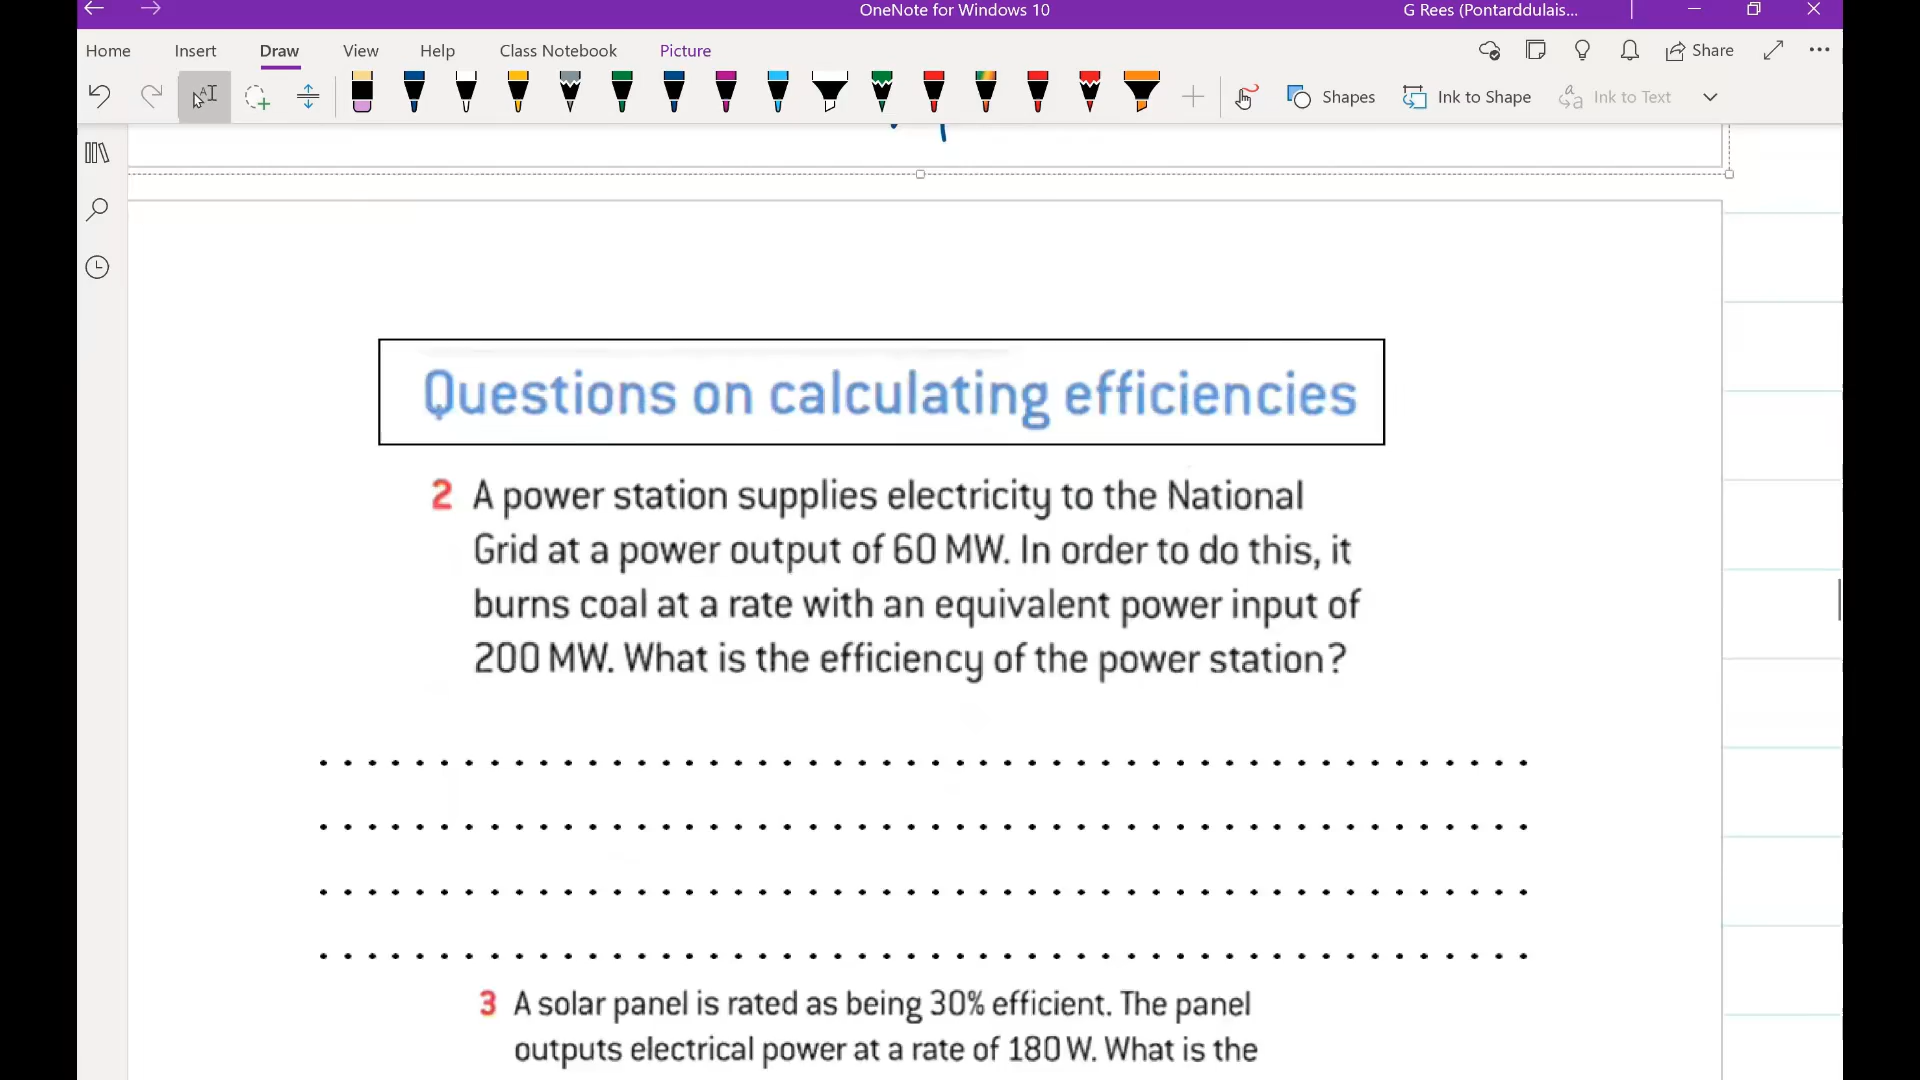 OneNote for Windows 10
G Rees (Pontarddulais...
Home Insert Draw View Help Class Notebook Picture
Share
Shapes Ink to Shape Ink to Text
Questions on calculating efficiencies
2 A power station supplies electricity to the National
Grid at a power output of 60 MW. In order to do this, it
burns coal at a rate with an equivalent power input of
200 MW. What is the efficiency of the power station?
3 A solar panel is rated as being 30% efficient. The panel
outputs electrical power at a rate of 180 W. What is the